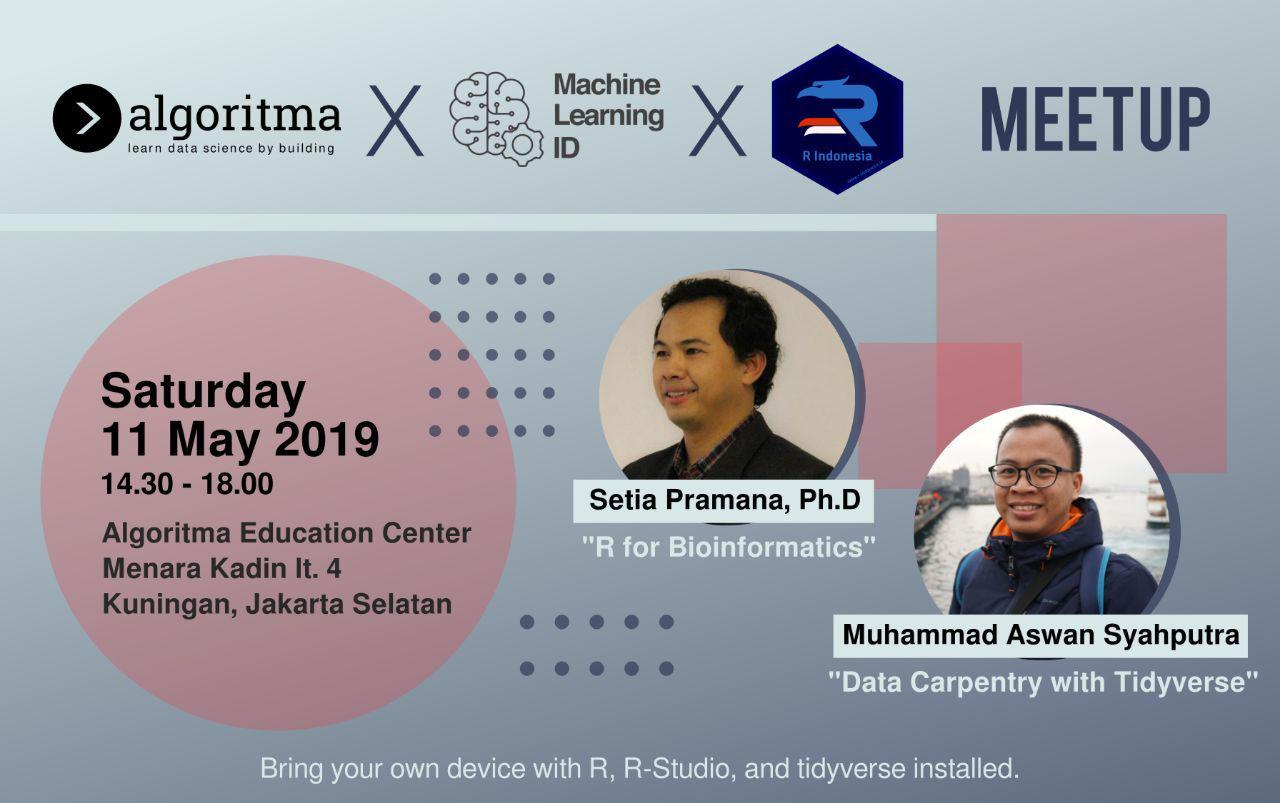 algoritma
learn data science by building
X
Machine
Learning
ID
X
R Indonesia
MEETUP
Saturday
11 May 2019
14.30 - 18.00
Algoritma Education Center
Menara Kadin lt. 4
Kuningan, Jakarta Selatan
Setia Pramana, Ph.D
"R for Bioinformatics"
Muhammad Aswan Syahputra
"Data Carpentry with Tidyverse"
Bring your own device with R, R-Studio, and tidyverse installed.